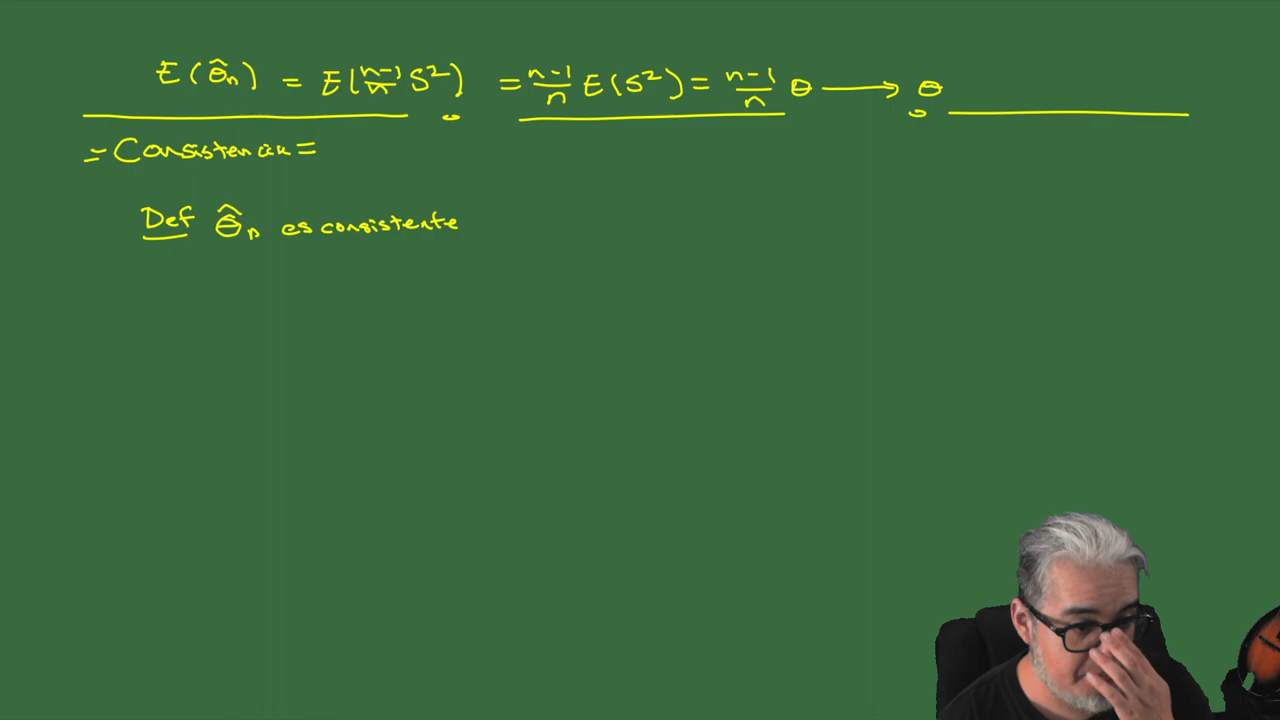 E(θ̂ₙ) = E(n-1/n S²) = n-1/n E(S²) = n-1/n θ ⟶ θ
= Consistencia =
Def θ̂ₙ es consistente